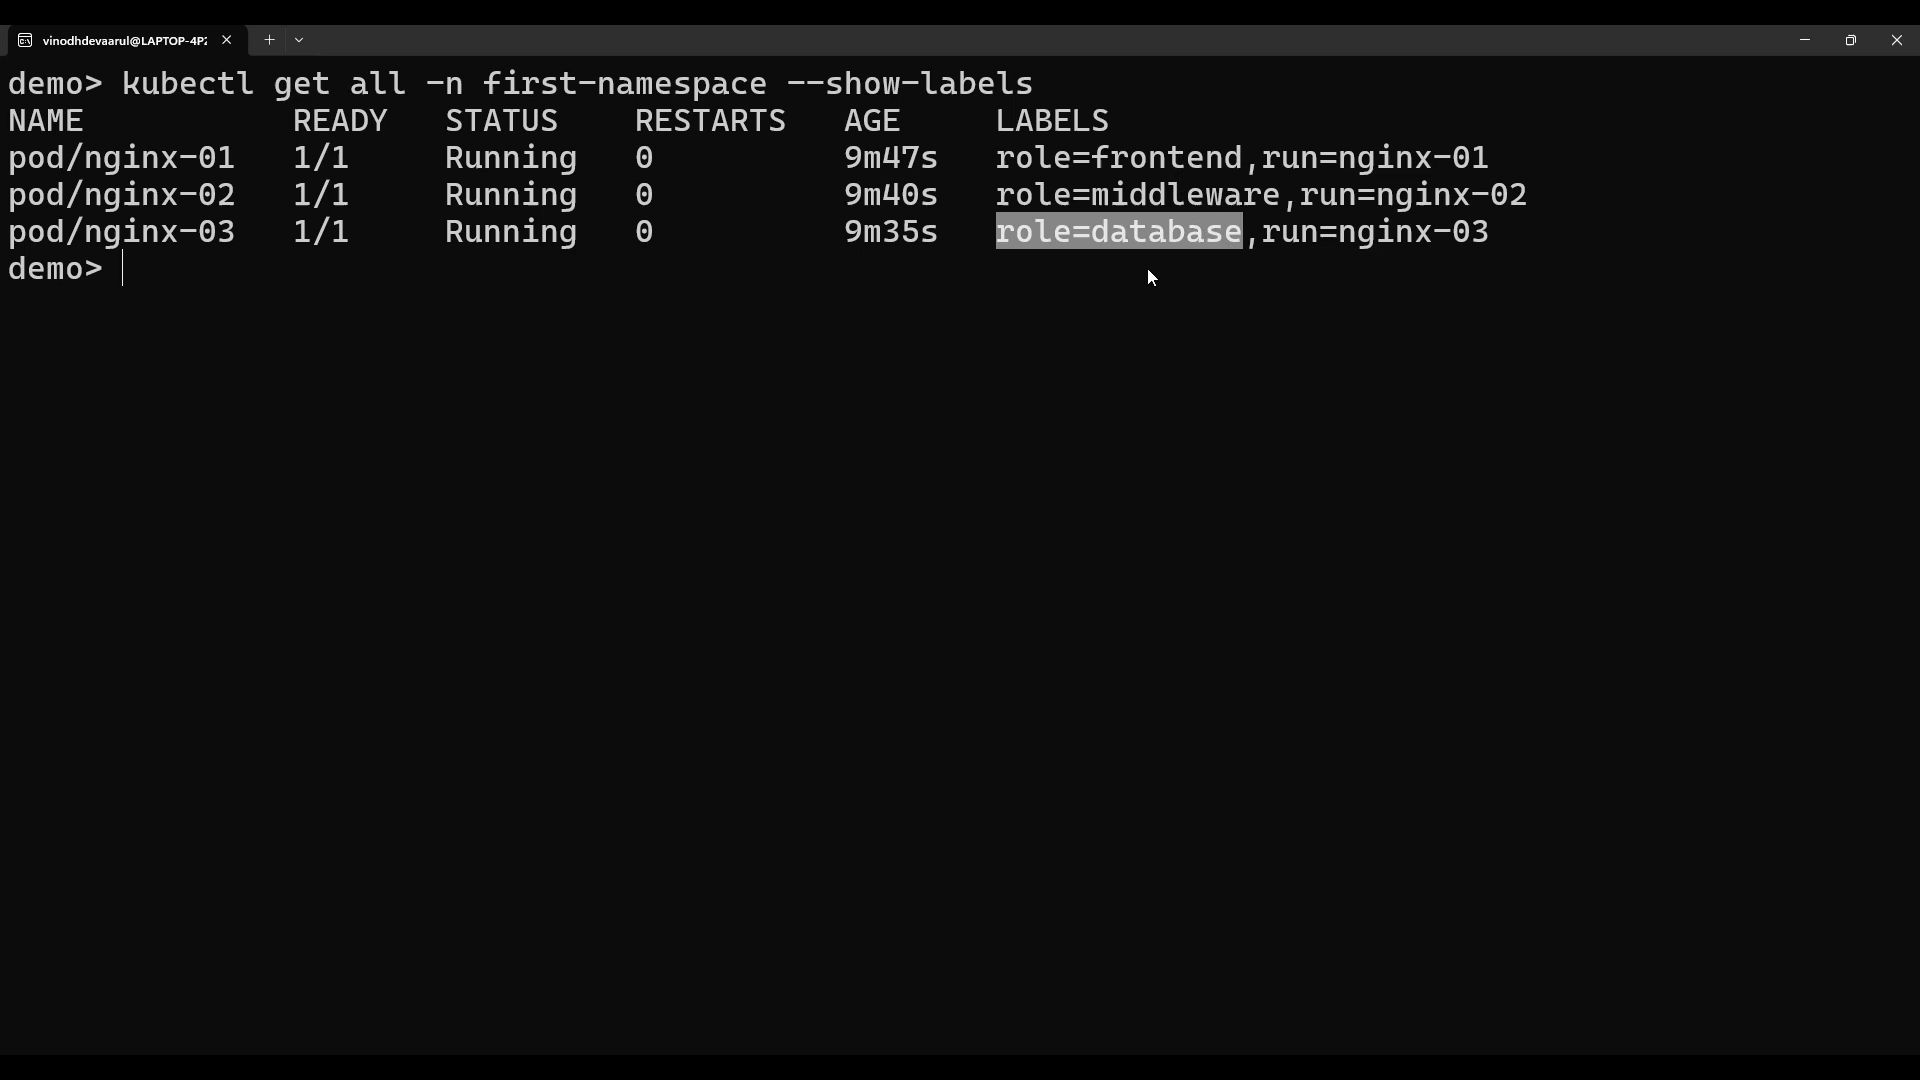 vinodhdevaarul@LAPTOP-4P2
demo> kubectl get all -n first-namespace --show-labels
NAME READY STATUS RESTARTS AGE LABELS
pod/nginx-01 1/1 Running 0 9m47s role=frontend,run=nginx-01
pod/nginx-02 1/1 Running 0 9m40s role=middleware,run=nginx-02
pod/nginx-03 1/1 Running 0 9m35s role=database,run=nginx-03
demo>